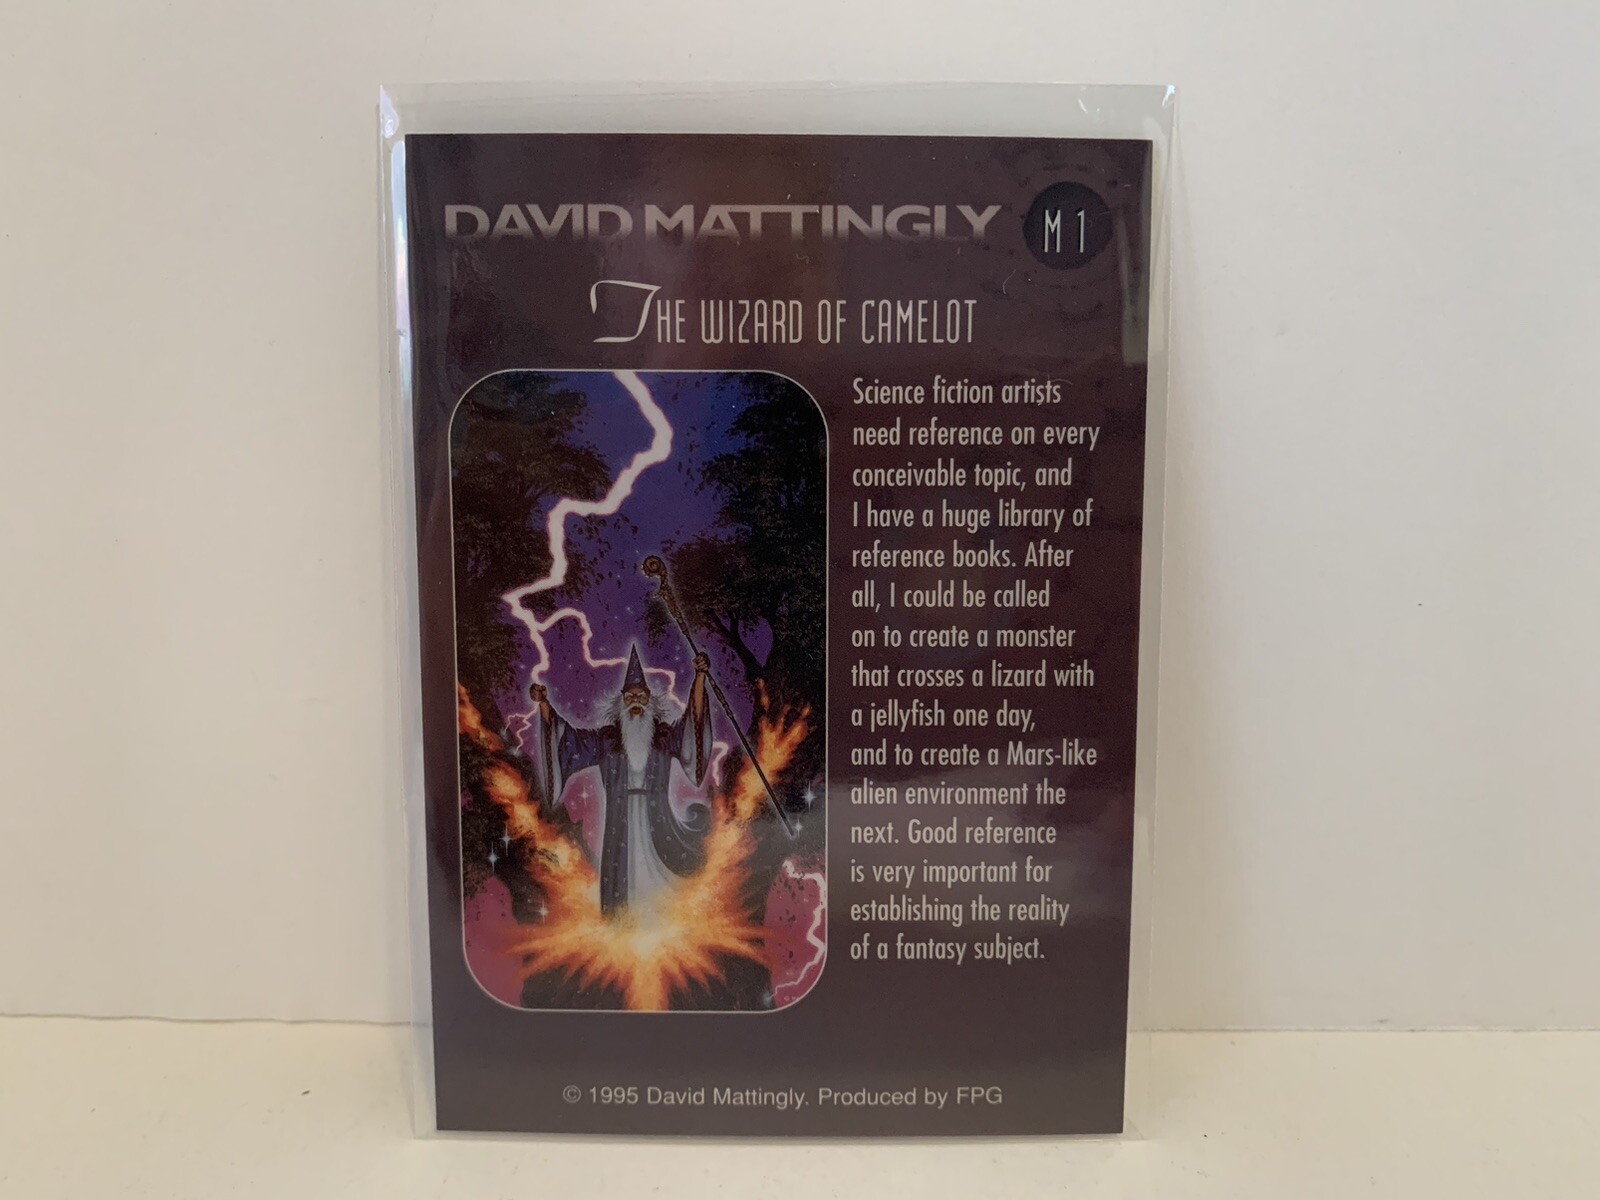 DAVID MATTINGLY M 1
THE WIZARD OF CAMELOT
Science fiction artists
need reference on every
conceivable topic, and
I have a huge library of
reference books. After
all, I could be called
on to create a monster
that crosses a lizard with
a jellyfish one day,
and to create a Mars-like
alien environment the
next. Good reference
is very important for
establishing the reality
of a fantasy subject.
© 1995 David Mattingly. Produced by FPG